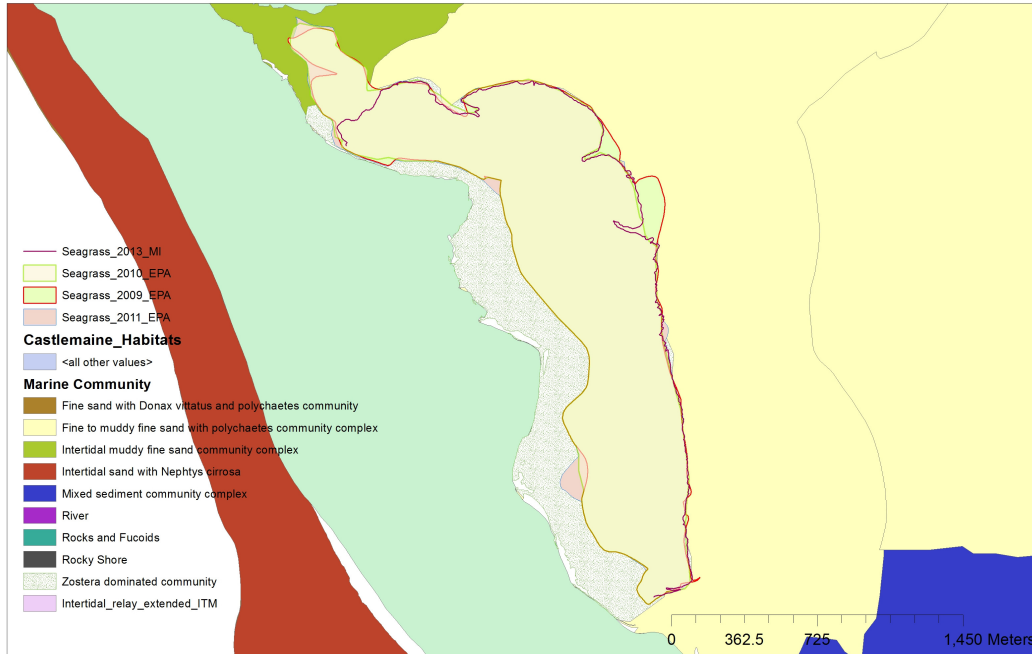 Seagrass_2013_MI
Seagrass_2010_EPA
Seagrass_2009_EPA
Seagrass_2011_EPA
Castlemaine_Habitats
<all other values>
Marine Community
Fine sand with Donax vittatus and polychaetes community
Fine to muddy fine sand with polychaetes community complex
Intertidal muddy fine sand community complex
Intertidal sand with Nephtys cirrosa
Mixed sediment community complex
River
Rocks and Fucoids
Rocky Shore
Zostera dominated community
Intertidal_relay_extended_ITM
0 362.5 725 1,450 Meters